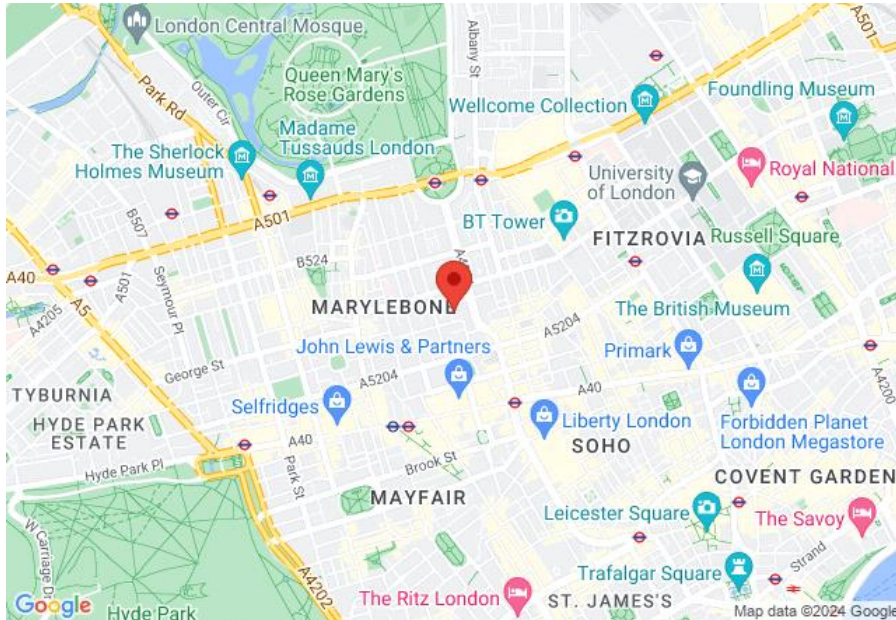 London Central Mosque
Albany St
A501
Park Rd
Outer Cir
Queen Mary's
Rose Gardens
Wellcome Collection
Foundling Museum
Madame
Tussauds London
The Sherlock
Holmes Museum
University
of London
Royal National
A501
B507
BT Tower
FITZROVIA
Russell Square
A40
A501
B524
Seymour Pl
A5
A4205
MARYLEBONE
The British Museum
A5204
John Lewis & Partners
Primark
George St
A5204
A40
A4200
TYBURNIA
Selfridges
HYDE PARK
ESTATE
Liberty London
Forbidden Planet
London Megastore
A40
SOHO
Hyde Park Pl
Park St
Brook St
COVENT GARDEN
MAYFAIR
Leicester Square
The Savoy
W Carriage Dr
Strand
A4202
Trafalgar Square
The Ritz London
ST. JAMES'S
Google
Hyde Park
Map data ©2024 Google